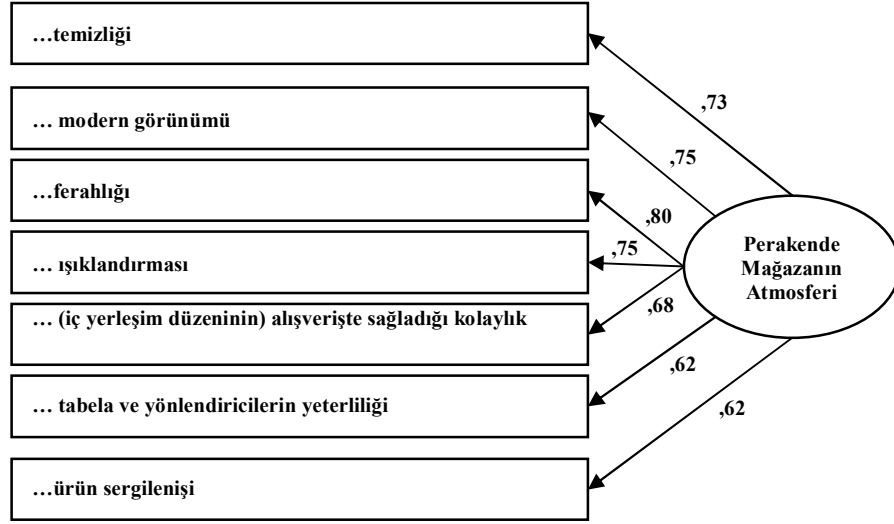 …temizliği
,73
… modern görünümü
,75
…ferahlığı
,80
… ışıklandırması
,75
Perakende
Mağazanın
Atmosferi
… (iç yerleşim düzeninin) alışverişte sağladığı kolaylık
,68
… tabela ve yönlendiricilerin yeterliliği
,62
…ürün sergilenişi
,62